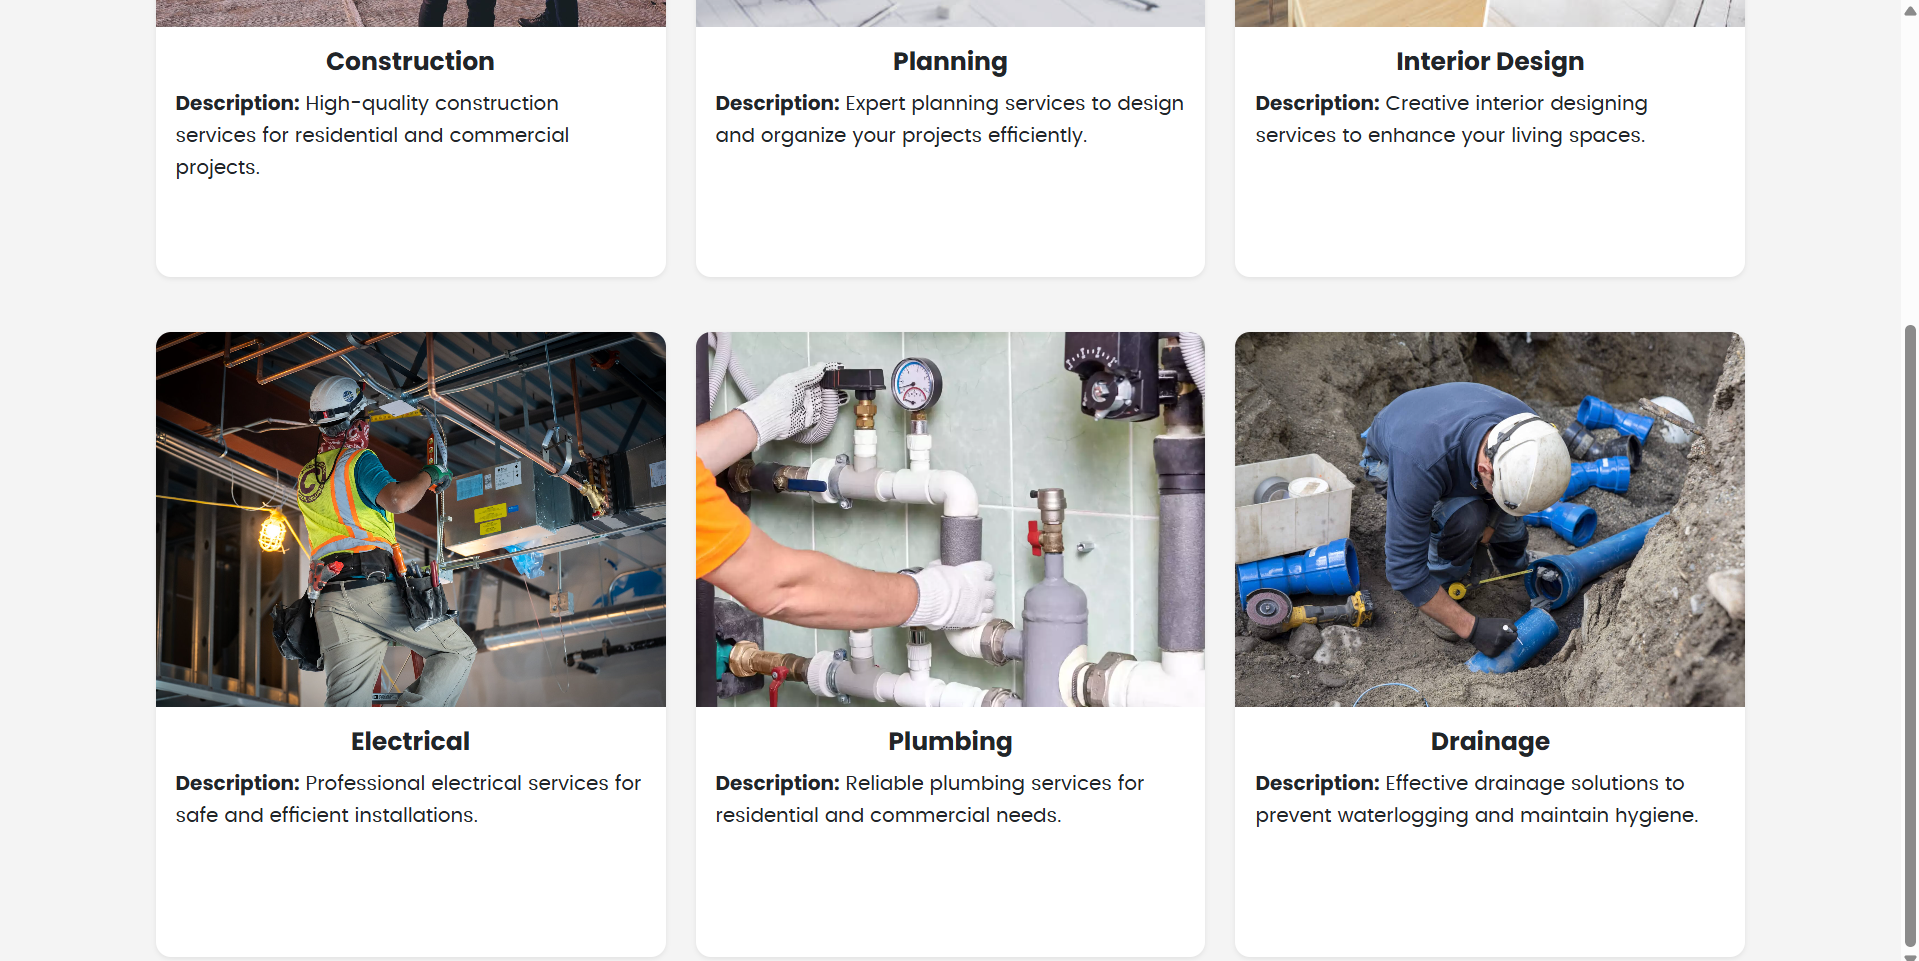 Construction
Description: High-quality construction
services for residential and commercial
projects.
Planning
Description: Expert planning services to design
and organize your projects efficiently.
Interior Design
Description: Creative interior designing
services to enhance your living spaces.
Electrical
Description: Professional electrical services for
safe and efficient installations.
Plumbing
Description: Reliable plumbing services for
residential and commercial needs.
Drainage
Description: Effective drainage solutions to
prevent waterlogging and maintain hygiene.